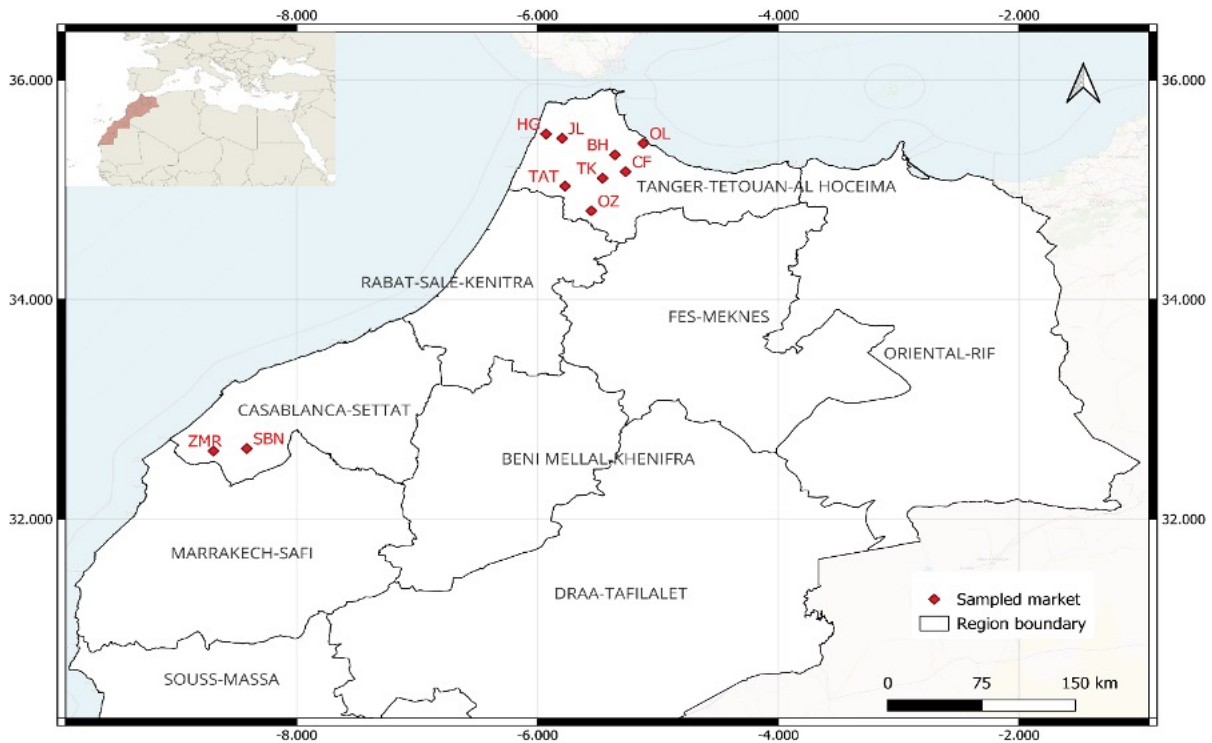 -8.000 -6.000 -4.000 -2.000
36.000 36.000
HG JL OL
BH
CF
TK
TAT TANGER-TETOUAN-AL HOCEIMA
OZ
RABAT-SALE-KENITRA
34.000 34.000
FES-MEKNES
ORIENTAL-RIF
CASABLANCA-SETTAT
ZMR SBN
BENI MELLAL-KHENIFRA
32.000 32.000
MARRAKECH-SAFI
DRAA-TAFILALET
Sampled market
Region boundary
SOUSS-MASSA
0 75 150 km
-8.000 -6.000 -4.000 -2.000